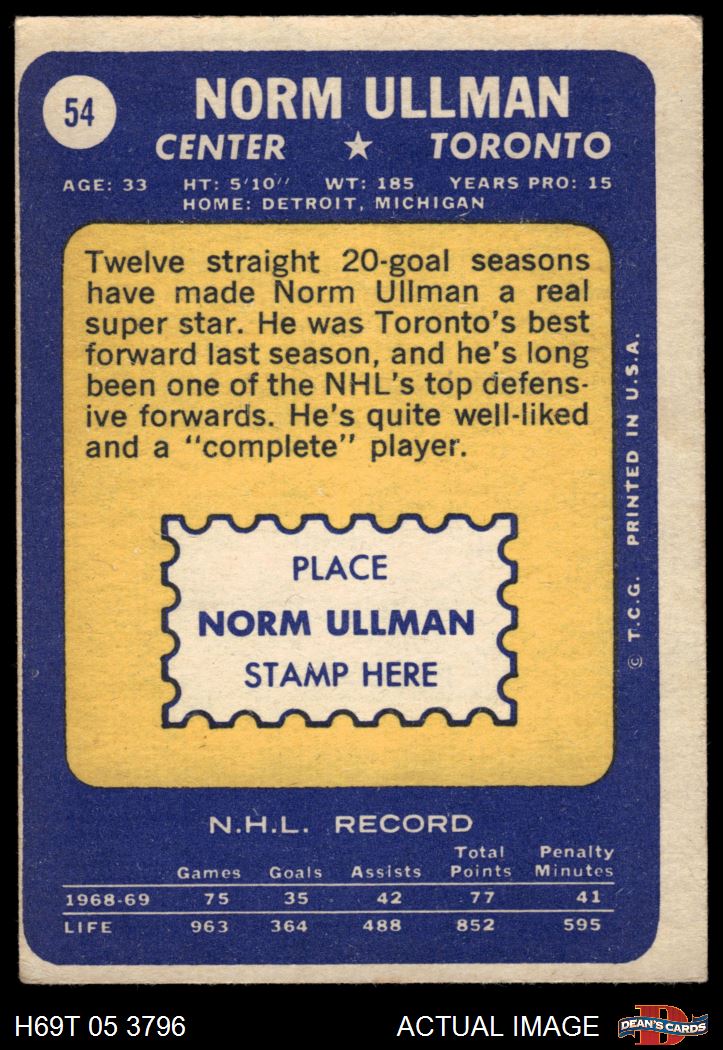 54
NORM ULLMAN
CENTER ★ TORONTO
AGE: 33 HT: 5'10" WT: 185 YEARS PRO: 15
HOME: DETROIT, MICHIGAN
Twelve straight 20-goal seasons
have made Norm Ullman a real
super star. He was Toronto's best
forward last season, and he's long
been one of the NHL's top defens-
ive forwards. He's quite well-liked
and a "complete" player.
PLACE
NORM ULLMAN
STAMP HERE
© T.C.G. PRINTED IN U.S.A.
N.H.L. RECORD
Games Goals Assists Total Points Penalty Minutes
1968-69 75 35 42 77 41
LIFE 963 364 488 852 595
H69T 05 3796 ACTUAL IMAGE
D
DEAN'S CARDS